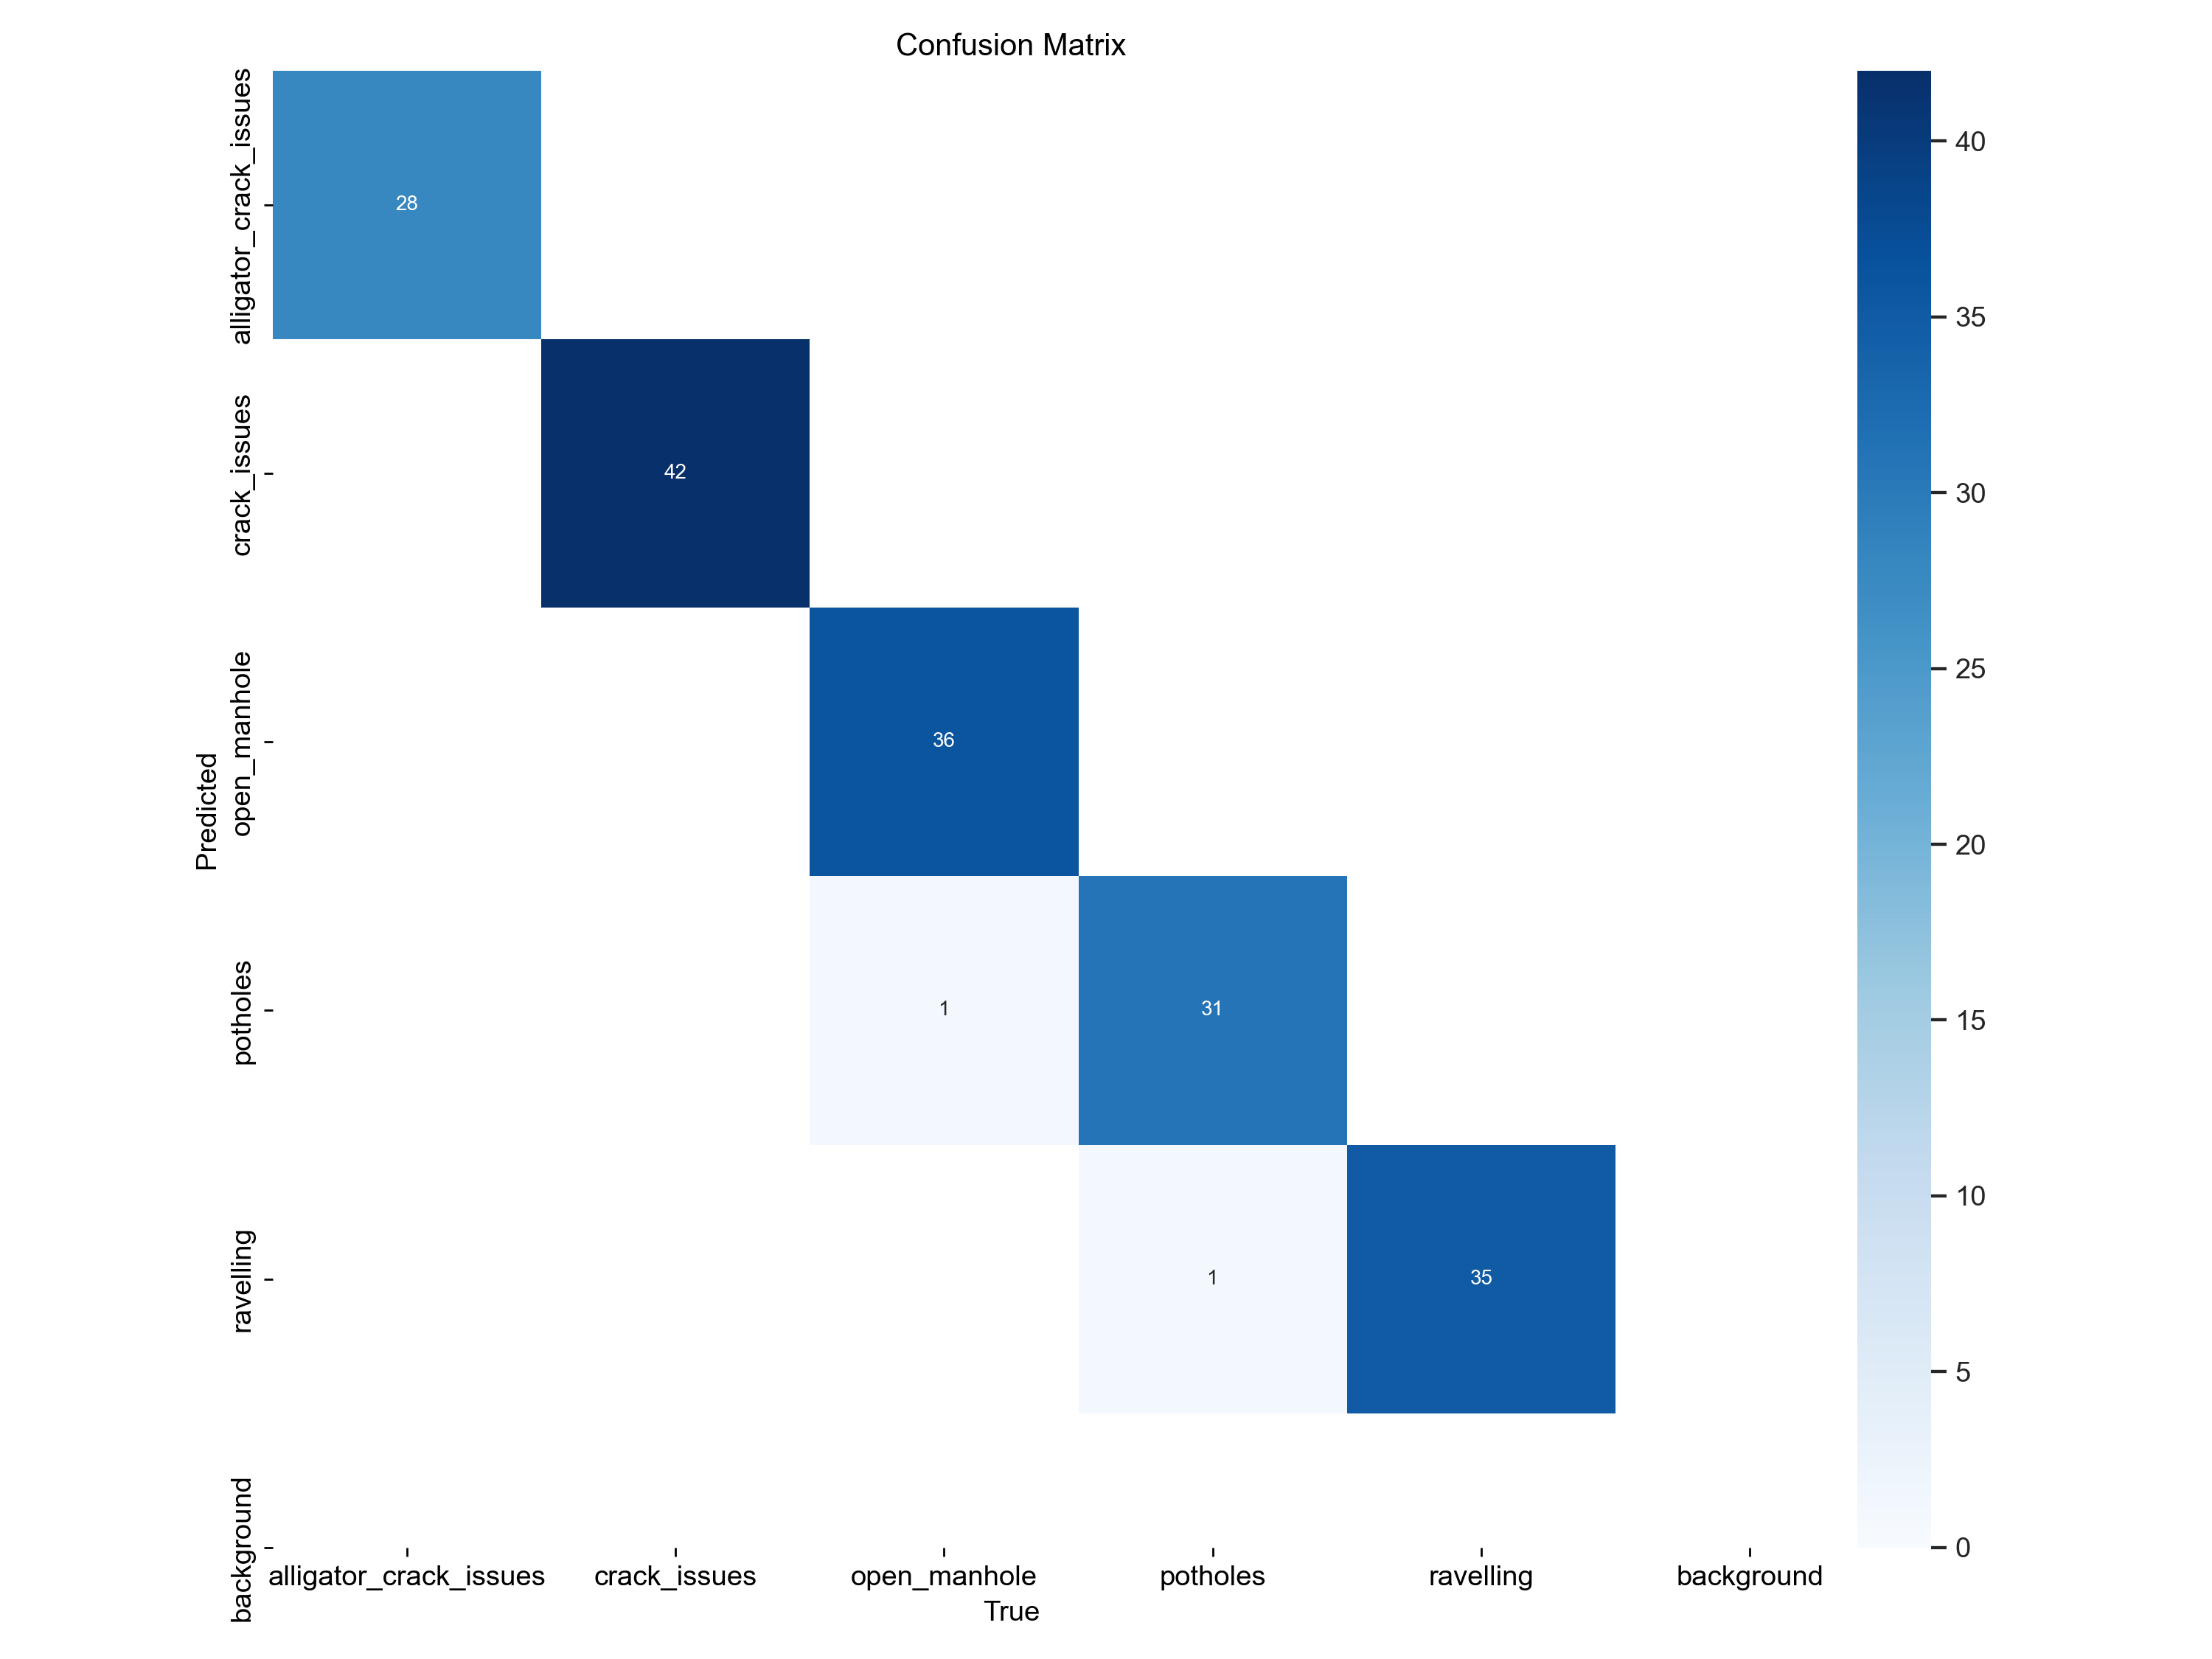 Confusion Matrix
alligator_crack_issues
crack_issues
open_manhole
potholes
ravelling
background
Predicted
28
42
36
1
31
1
35
alligator_crack_issues
crack_issues
open_manhole
potholes
ravelling
background
True
40
35
30
25
20
15
10
5
0